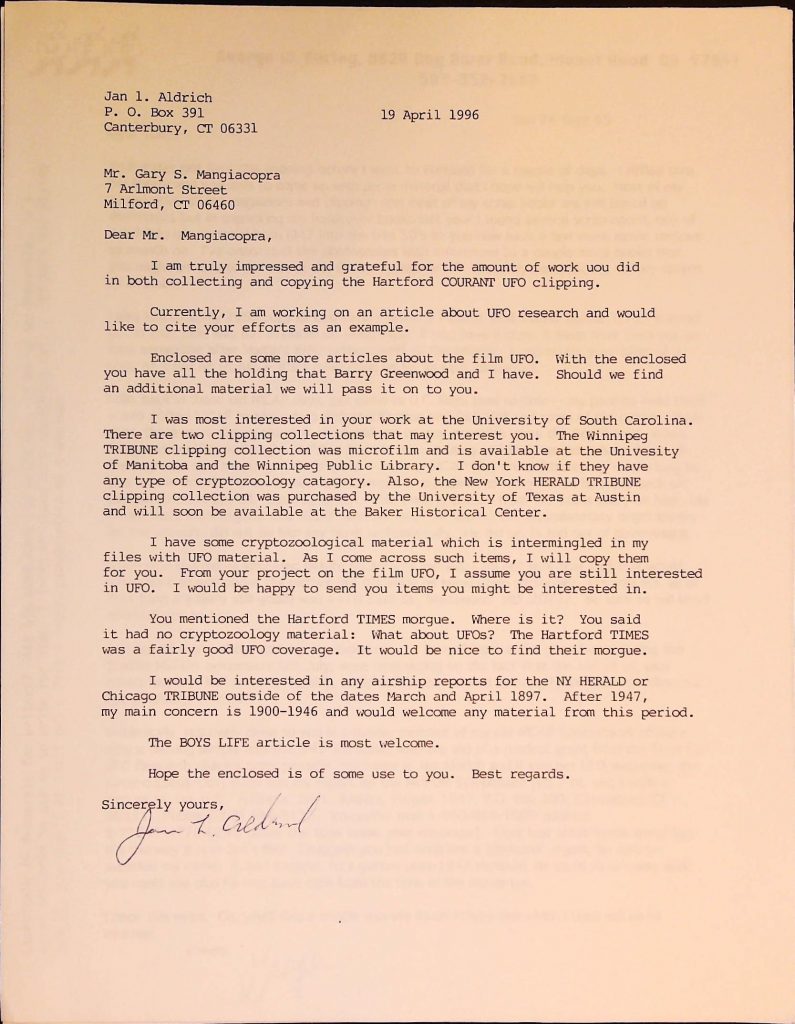 Jan l. Aldrich
P. O. Box 391
19 April 1996
Canterbury, CT 06331
Mr. Gary S. Mangiacopra
7 Arlmont Street
Milford, CT 06460
Dear Mr. Mangiacopra,
I am truly impressed and grateful for the amount of work uou did
in both collecting and copying the Hartford COURANT UFO clipping.
Currently, I am working on an article about UFO research and would
like to cite your efforts as an example.
Enclosed are some more articles about the film UFO. With the enclosed
you have all the holding that Barry Greenwood and I have. Should we find
an additional material we will pass it on to you.
I was most interested in your work at the University of South Carolina.
There are two clipping collections that may interest you. The Winnipeg
TRIBUNE clipping collection was microfilm and is available at the Univesity
of Manitoba and the Winnipeg Public Library. I don't know if they have
any type of cryptozoology catagory. Also, the New York HERALD TRIBUNE
clipping collection was purchased by the University of Texas at Austin
and will soon be available at the Baker Historical Center.
I have some cryptozoological material which is intermingled in my
files with UFO material. As I come across such items, I will copy them
for you. From your project on the film UFO, I assume you are still interested
in UFO. I would be happy to send you items you might be interested in.
You mentioned the Hartford TIMES morgue. Where is it? You said
it had no cryptozoology material: What about UFOs? The Hartford TIMES
was a fairly good UFO coverage. It would be nice to find their morgue.
I would be interested in any airship reports for the NY HERALD or
Chicago TRIBUNE outside of the dates March and April 1897. After 1947,
my main concern is 1900-1946 and would welcome any material from this period.
The BOYS LIFE article is most welcome.
Hope the enclosed is of some use to you. Best regards.
Sincerely yours,
Jan L. Aldrich